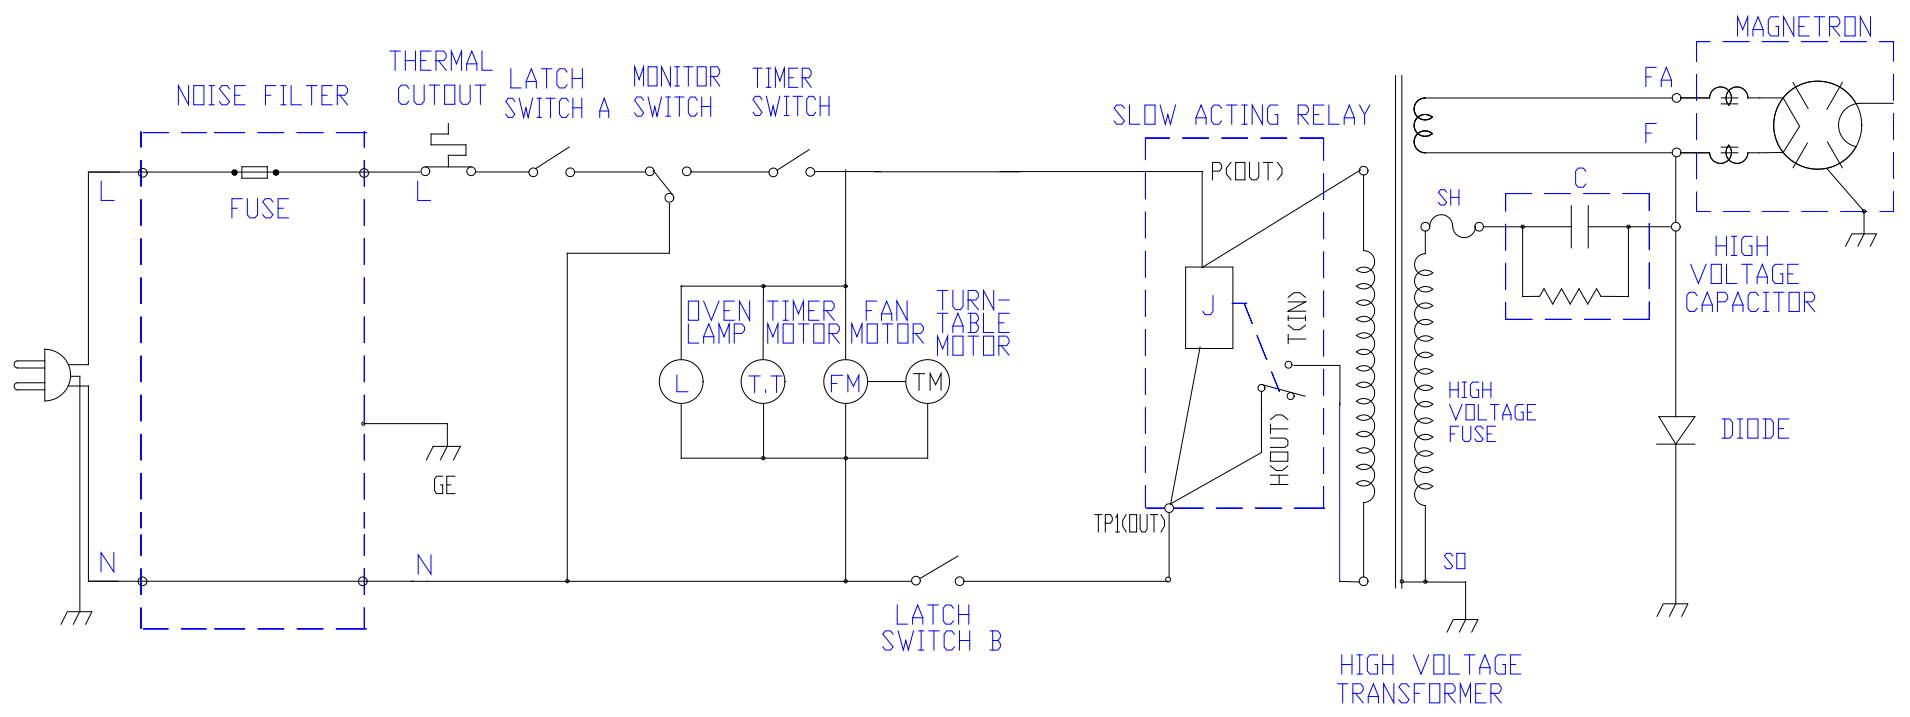 MAGNETRON
THERMAL
CUTOUT
LATCH
SWITCH A
MONITOR
SWITCH
TIMER
SWITCH
FA
NOISE FILTER
SLOW ACTING RELAY
F
P(OUT)
C
L
FUSE
L
SH
HIGH
VOLTAGE
CAPACITOR
OVEN
LAMP
TIMER
MOTOR
FAN
MOTOR
TURN-
TABLE
MOTOR
J
T(IN)
L
T.T
FM
TM
HIGH
VOLTAGE
FUSE
DIODE
H(OUT)
GE
TP1(OUT)
N
N
SO
LATCH
SWITCH B
HIGH VOLTAGE
TRANSFORMER